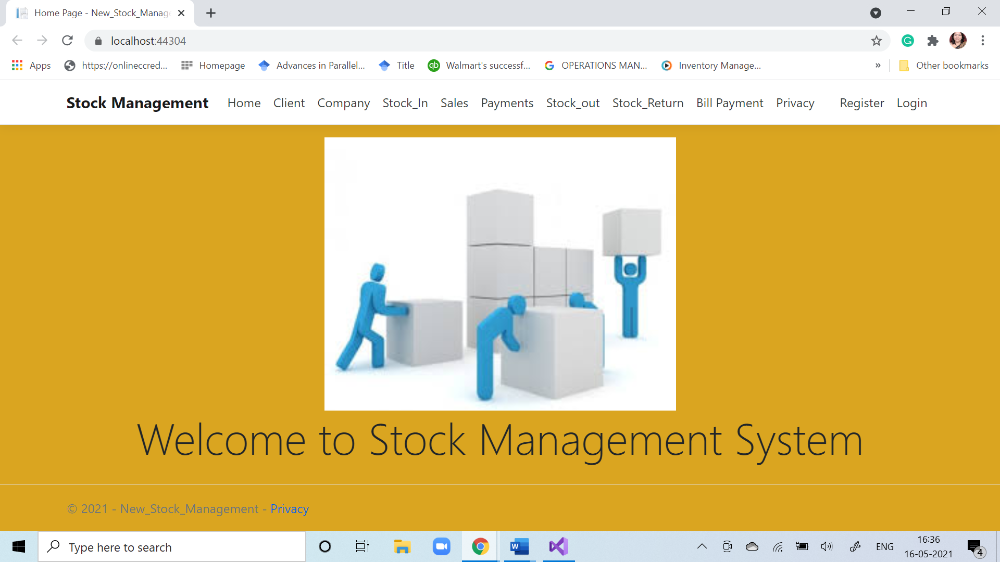 Home Page - New_Stock_Manag
localhost:44304
Apps https://onlineccred... Homepage Advances in Parallel... Title qb Walmart's successf... OPERATIONS MAN... Inventory Manage... » Other bookmarks
Stock Management Home Client Company Stock_In Sales Payments Stock_out Stock_Return Bill Payment Privacy Register Login
Welcome to Stock Management System
© 2021 - New_Stock_Management - Privacy
Type here to search
W
ENG
16:36
16-05-2021
4